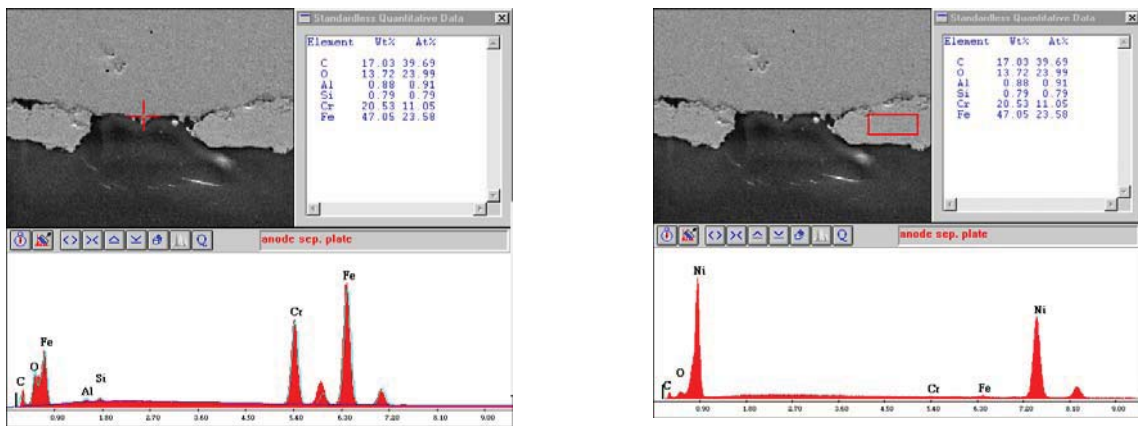 Standardless Quantitative Data
Element Wt% At%
C 17.03 39.69
O 13.72 23.99
Al 0.88 0.91
Si 0.79 0.79
Cr 20.53 11.05
Fe 47.05 23.58
Q
anode sep. plate
Fe
Cr
Fe
O
C
Si
Al
0.90 1.80 2.70 3.60 4.50 5.40 6.30 7.20 8.10 9.00
Standardless Quantitative Data
Element Wt% At%
C 17.03 39.69
O 13.72 23.99
Al 0.88 0.91
Si 0.79 0.79
Cr 20.53 11.05
Fe 47.05 23.58
Q
anode sep. plate
Ni
Ni
O
C
Cr
Fe
0.90 1.80 2.70 3.60 4.50 5.40 6.30 7.20 8.10 9.00